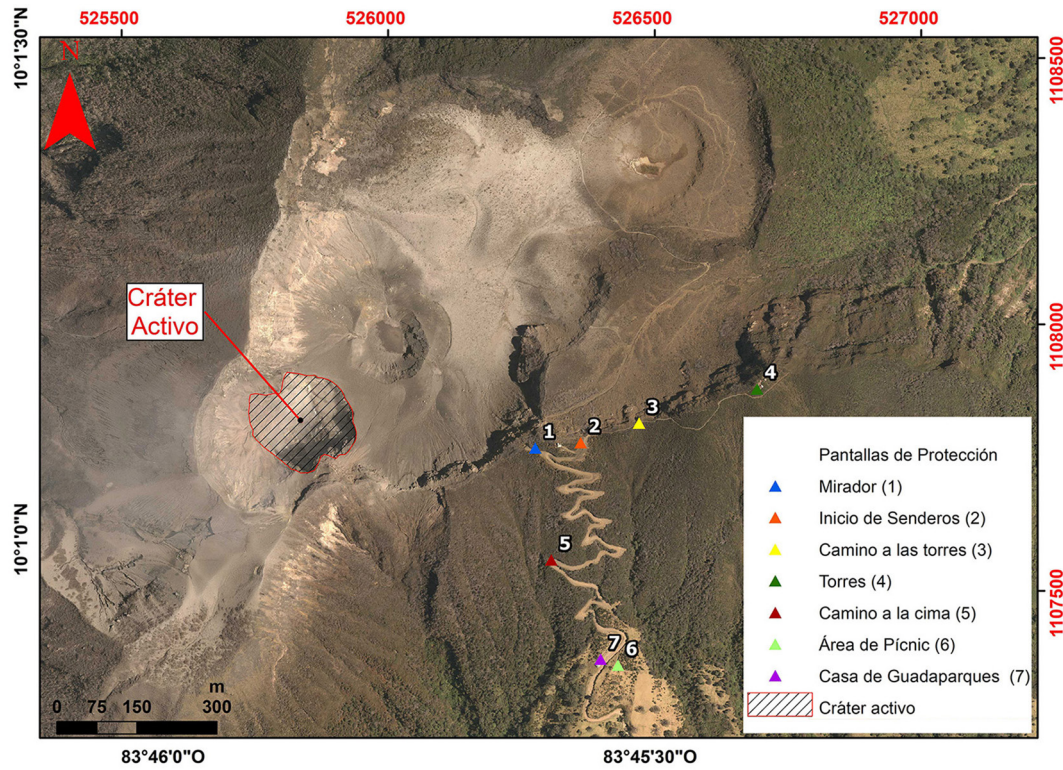 525500
526000
526500
527000
10°1'30"N
1108500
N
Cráter
Activo
1108000
4
3
2
1
Pantallas de Protección
Mirador (1)
Inicio de Senderos (2)
Camino a las torres (3)
Torres (4)
Camino a la cima (5)
Área de Pícnic (6)
Casa de Guadaparques (7)
Cráter activo
10°1'0"N
5
1107500
7
6
m
0 75 150 300
83°46'0"O
83°45'30"O